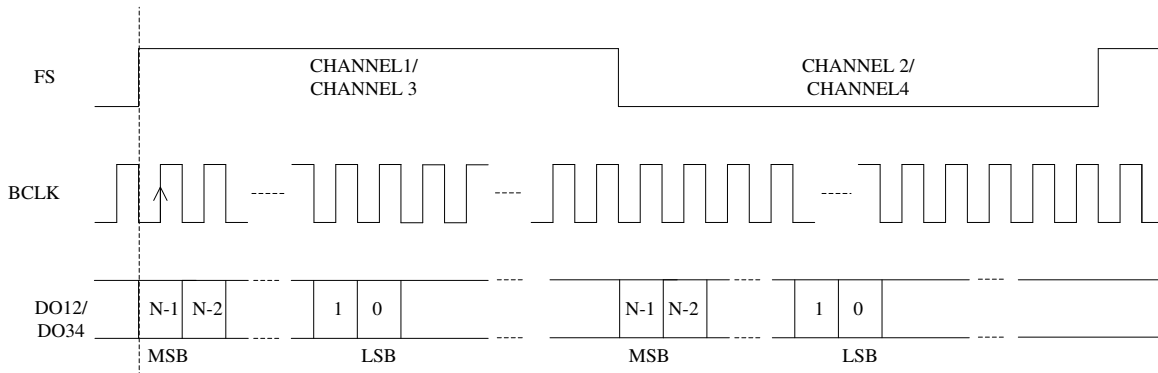 FS
CHANNEL1/
CHANNEL 3
CHANNEL 2/
CHANNEL4
BCLK
DO12/
DO34
N-1 N-2 1 0 N-1 N-2 1 0
MSB LSB MSB LSB